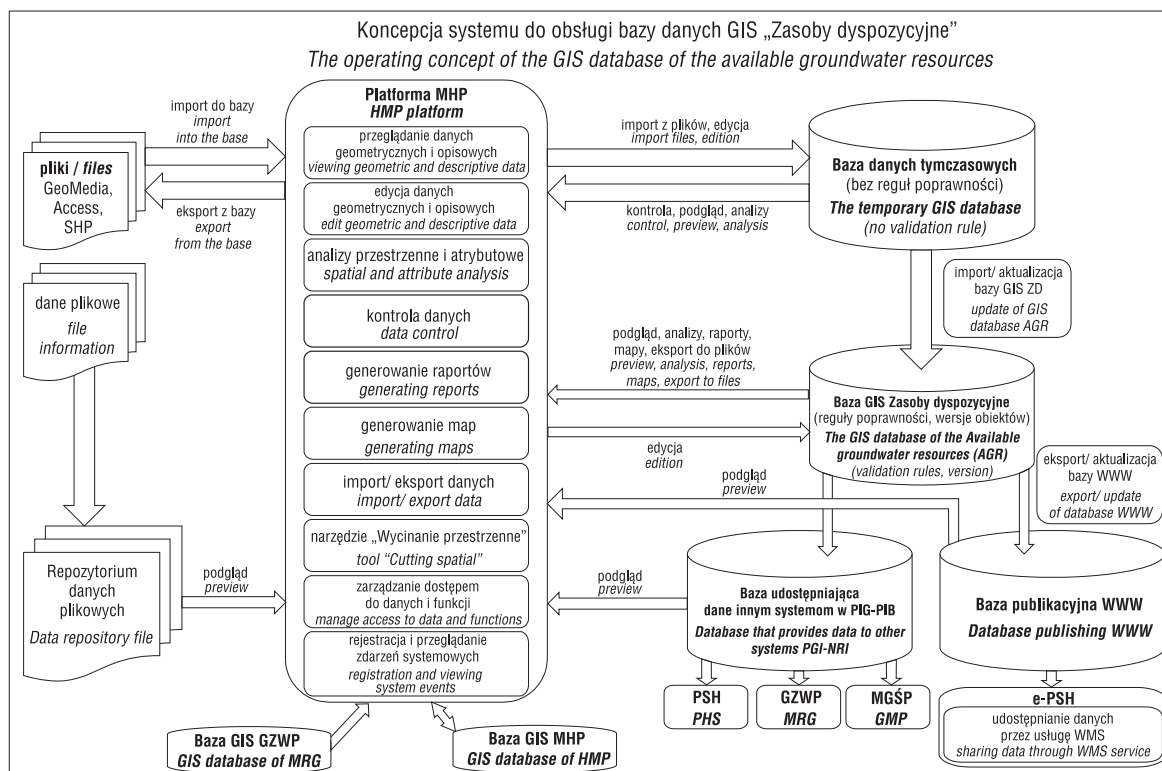 Koncepcja systemu do obsługi bazy danych GIS „Zasoby dyspozycyjne”
The operating concept of the GIS database of the available groundwater resources
import do bazy
import
into the base
pliki / files
GeoMedia,
Access,
SHP
eksport z bazy
export
from the base
dane plikowe
file
information
Repozytorium
danych
plikowych
Data repository file
podgląd
preview
Platforma MHP
HMP platform
przeglądanie danych
geometrycznych i opisowych
viewing geometric and descriptive data
edycja danych
geometrycznych i opisowych
edit geometric and descriptive data
analizy przestrzenne i atrybutowe
spatial and attribute analysis
kontrola danych
data control
generowanie raportów
generating reports
generowanie map
generating maps
import/ eksport danych
import/ export data
narzędzie „Wycinanie przestrzenne”
tool “Cutting spatial”
zarządzanie dostępem
do danych i funkcji
manage access to data and functions
rejestracja i przeglądanie
zdarzeń systemowych
registration and viewing
system events
Baza GIS GZWP
GIS database of MRG
Baza GIS MHP
GIS database of HMP
import z plików, edycja
import files, edition
kontrola, podgląd, analizy
control, preview, analysis
Baza danych tymczasowych
(bez reguł poprawności)
The temporary GIS database
(no validation rule)
import/ aktualizacja
bazy GIS ZD
update of GIS
database AGR
podgląd, analizy, raporty,
mapy, eksport do plików
preview, analysis, reports,
maps, export to files
edycja
edition
Baza GIS Zasoby dyspozycyjne
(reguły poprawności, wersje obiektów)
The GIS database of the Available
groundwater resources (AGR)
(validation rules, version)
eksport/ aktualizacja
bazy WWW
export/ update
of database WWW
podgląd
preview
podgląd
preview
Baza udostępniająca
dane innym systemom w PIG-PIB
Database that provides data to other
systems PGI-NRI
Baza publikacyjna WWW
Database publishing WWW
PSH
PHS
GZWP
MRG
MGŚP
GMP
e-PSH
udostępnianie danych
przez usługę WMS
sharing data through WMS service